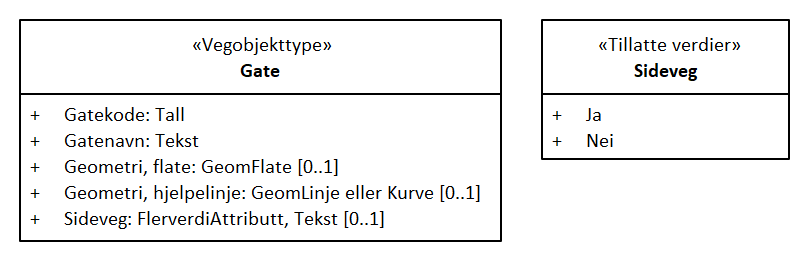 «Vegobjekttype»
Gate
+ Gatekode: Tall
+ Gatenavn: Tekst
+ Geometri, flate: GeomFlate [0..1]
+ Geometri, hjelpelinje: GeomLinje eller Kurve [0..1]
+ Sideveg: FlerverdiAttributt, Tekst [0..1]
«Tillatte verdier»
Sideveg
+ Ja
+ Nei